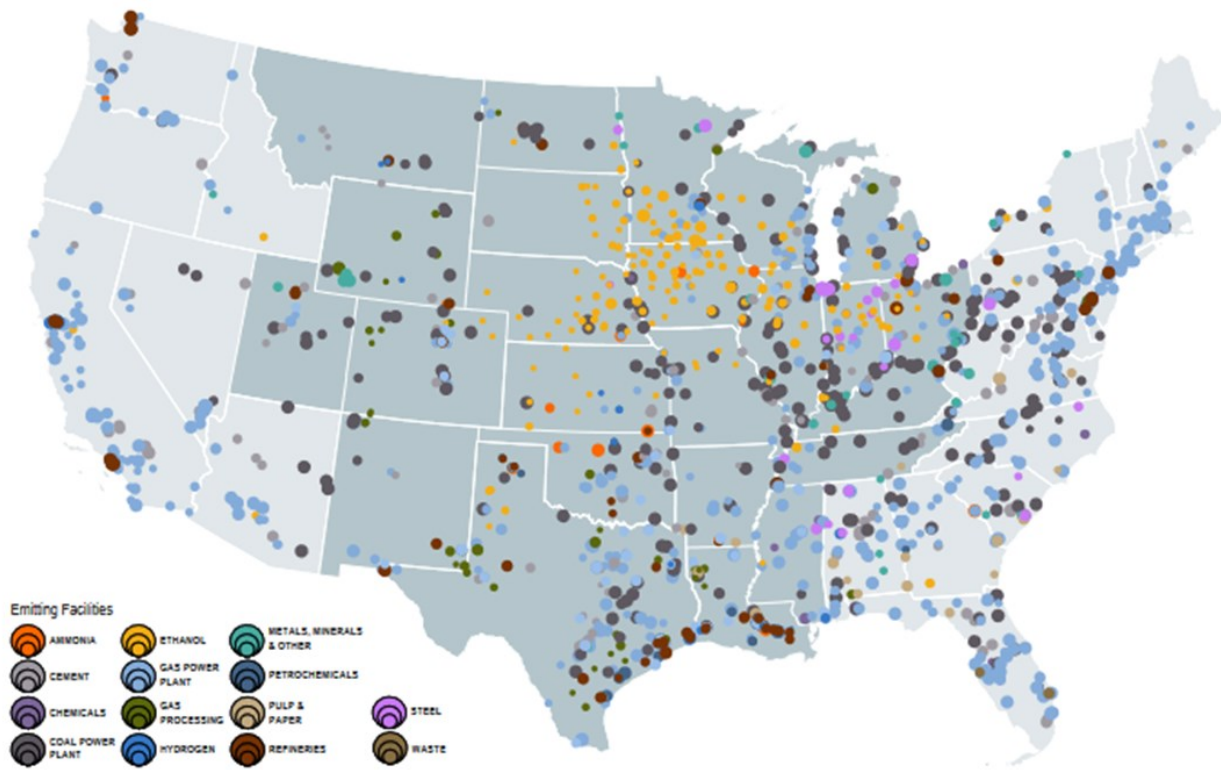 Emitting Facilities
AMMONIA
ETHANOL
METALS, MINERALS
& OTHER
CEMENT
GAS POWER
PLANT
PETROCHEMICALS
CHEMICALS
GAS
PROCESSING
PULP &
PAPER
STEEL
COAL POWER
PLANT
HYDROGEN
REFINERIES
WASTE